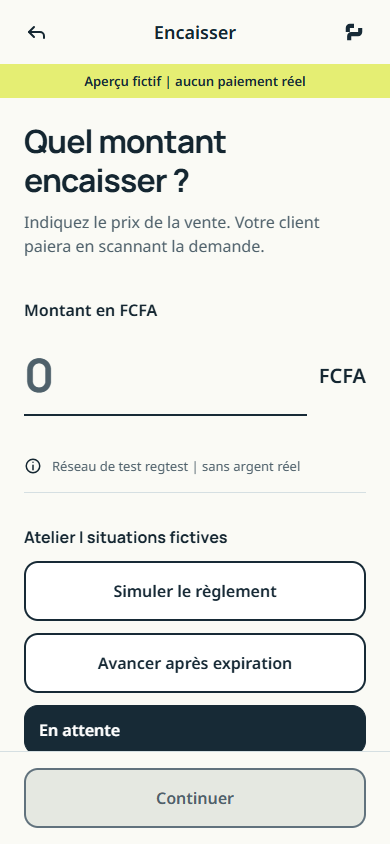 Encaisser
Aperçu fictif | aucun paiement réel
Quel montant
encaisser ?
Indiquez le prix de la vente. Votre client
paiera en scannant la demande.
Montant en FCFA
0
FCFA
Réseau de test regtest | sans argent réel
Atelier | situations fictives
Simuler le règlement
Avancer après expiration
En attente
Continuer